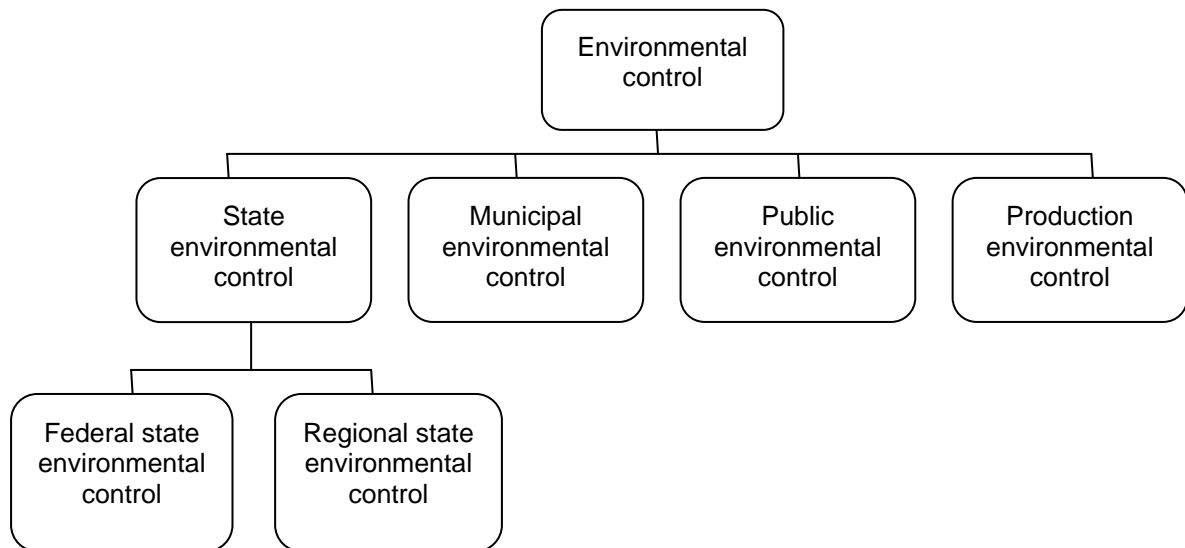 Environmental
control
State
environmental
control
Municipal
environmental
control
Public
environmental
control
Production
environmental
control
Federal state
environmental
control
Regional state
environmental
control